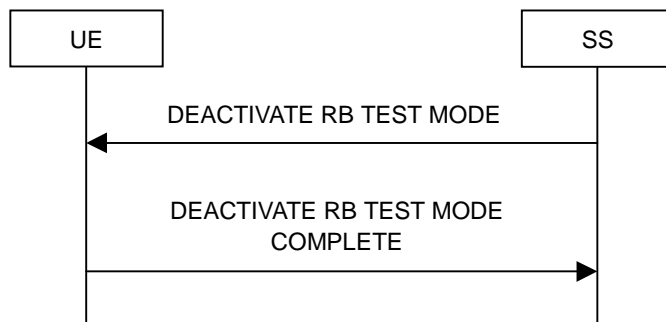 UE
SS
DEACTIVATE RB TEST MODE
DEACTIVATE RB TEST MODE
COMPLETE